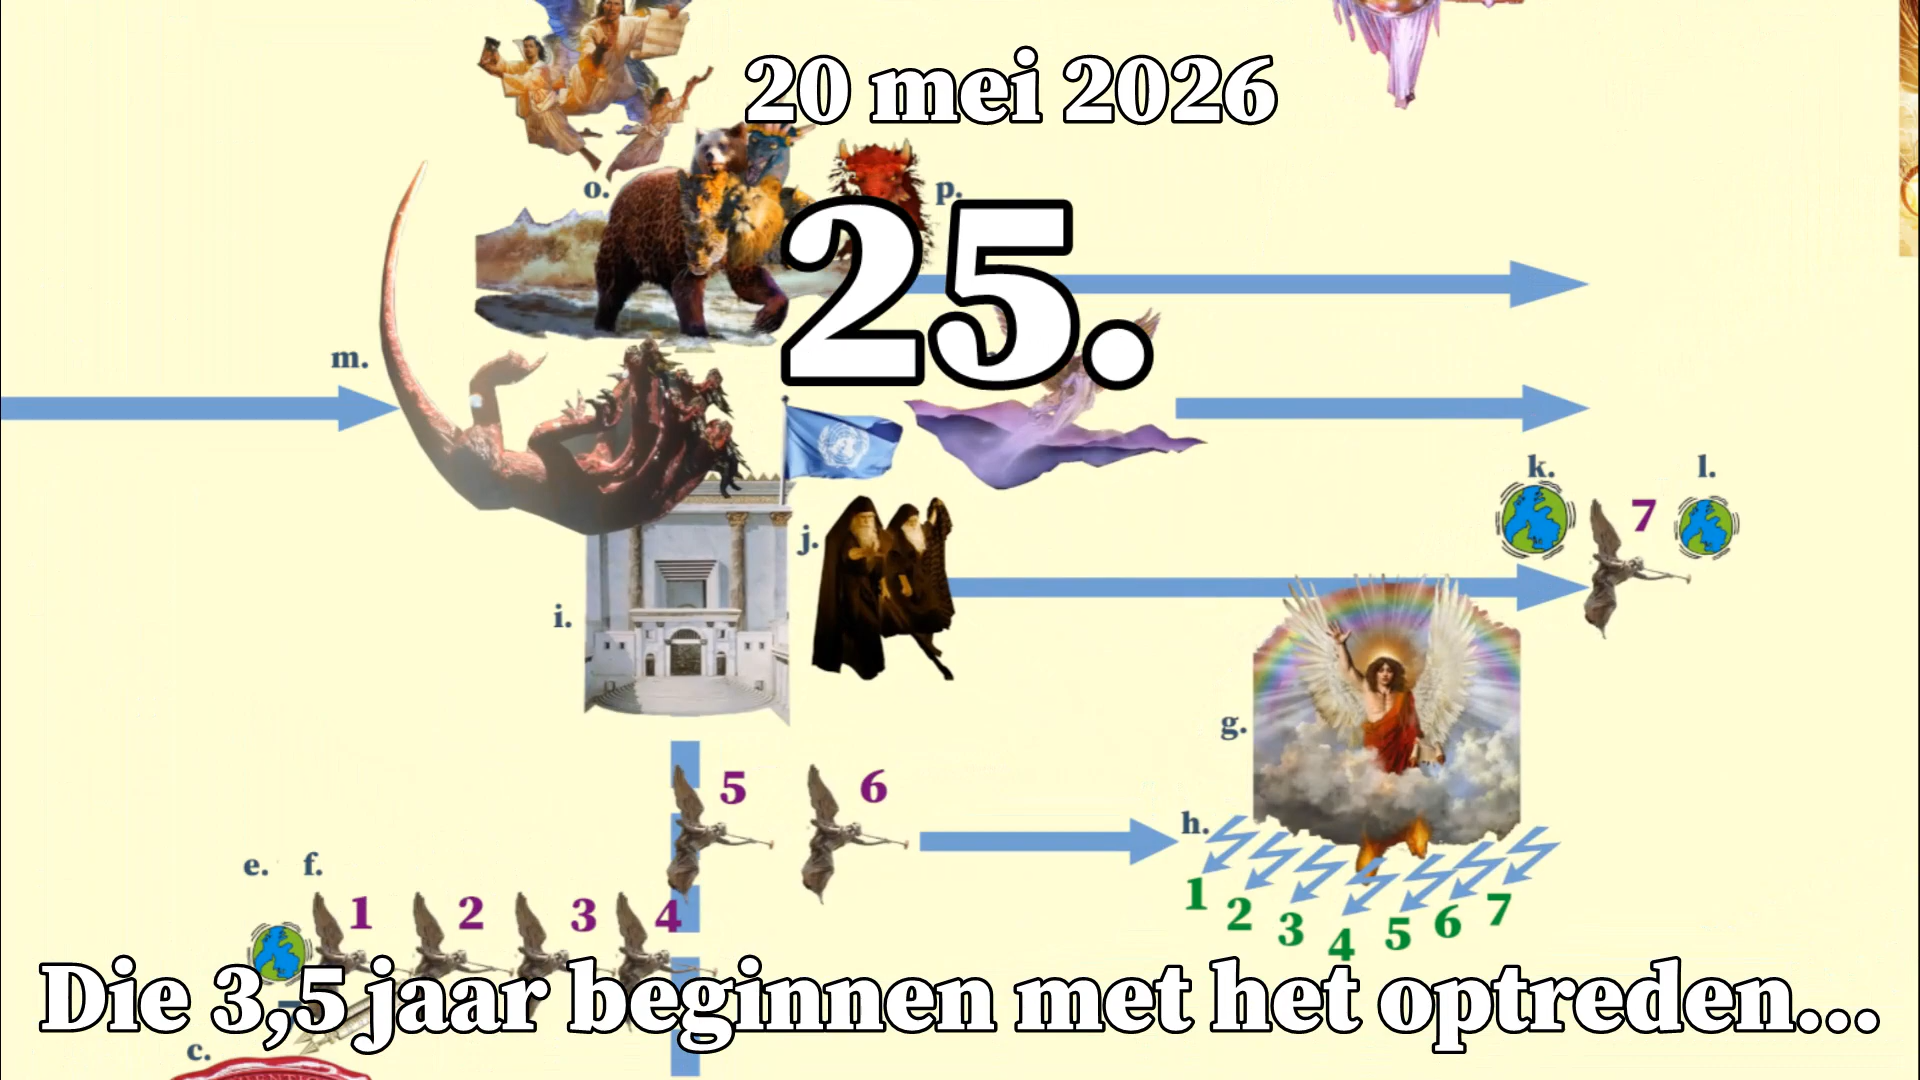 20 mei 2026
o.
p.
25.
m.
k.
l.
7
j.
i.
g.
5
6
h.
e.
f.
1
2
3
4
1
2
3
4
5
6
7
Die 3,5 jaar beginnen met het optreden...
c.